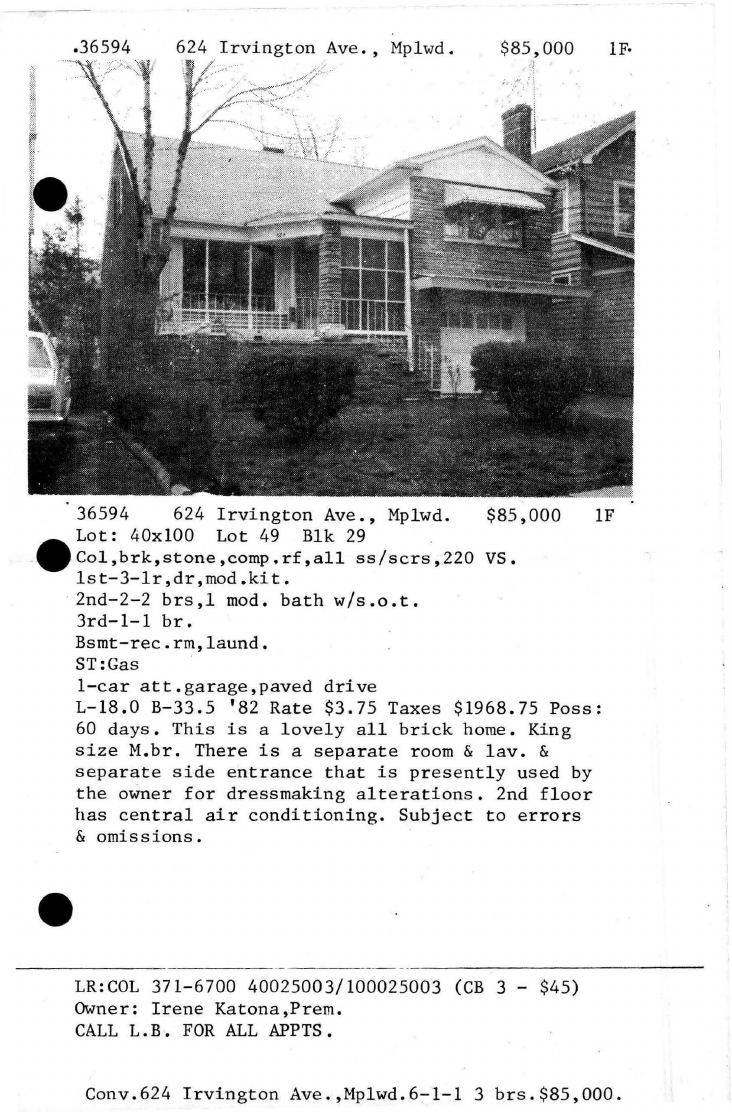 .36594 624 Irvington Ave., Mplwd. $85,000 1F.
36594 624 Irvington Ave., Mplwd. $85,000 1F
Lot: 40x100 Lot 49 Blk 29
Col,brk,stone,comp.rf,all ss/scrs,220 VS.
1st-3-lr,dr,mod.kit.
2nd-2-2 brs,1 mod. bath w/s.o.t.
3rd-1-1 br.
Bsmt-rec.rm,laund.
ST:Gas
1-car att.garage,paved drive
L-18.0 B-33.5 '82 Rate $3.75 Taxes $1968.75 Poss:
60 days. This is a lovely all brick home. King
size M.br. There is a separate room & lav. &
separate side entrance that is presently used by
the owner for dressmaking alterations. 2nd floor
has central air conditioning. Subject to errors
& omissions.
LR:COL 371-6700 40025003/100025003 (CB 3 - $45)
Owner: Irene Katona,Prem.
CALL L.B. FOR ALL APPTS.
Conv.624 Irvington Ave.,Mplwd.6-1-1 3 brs.$85,000.